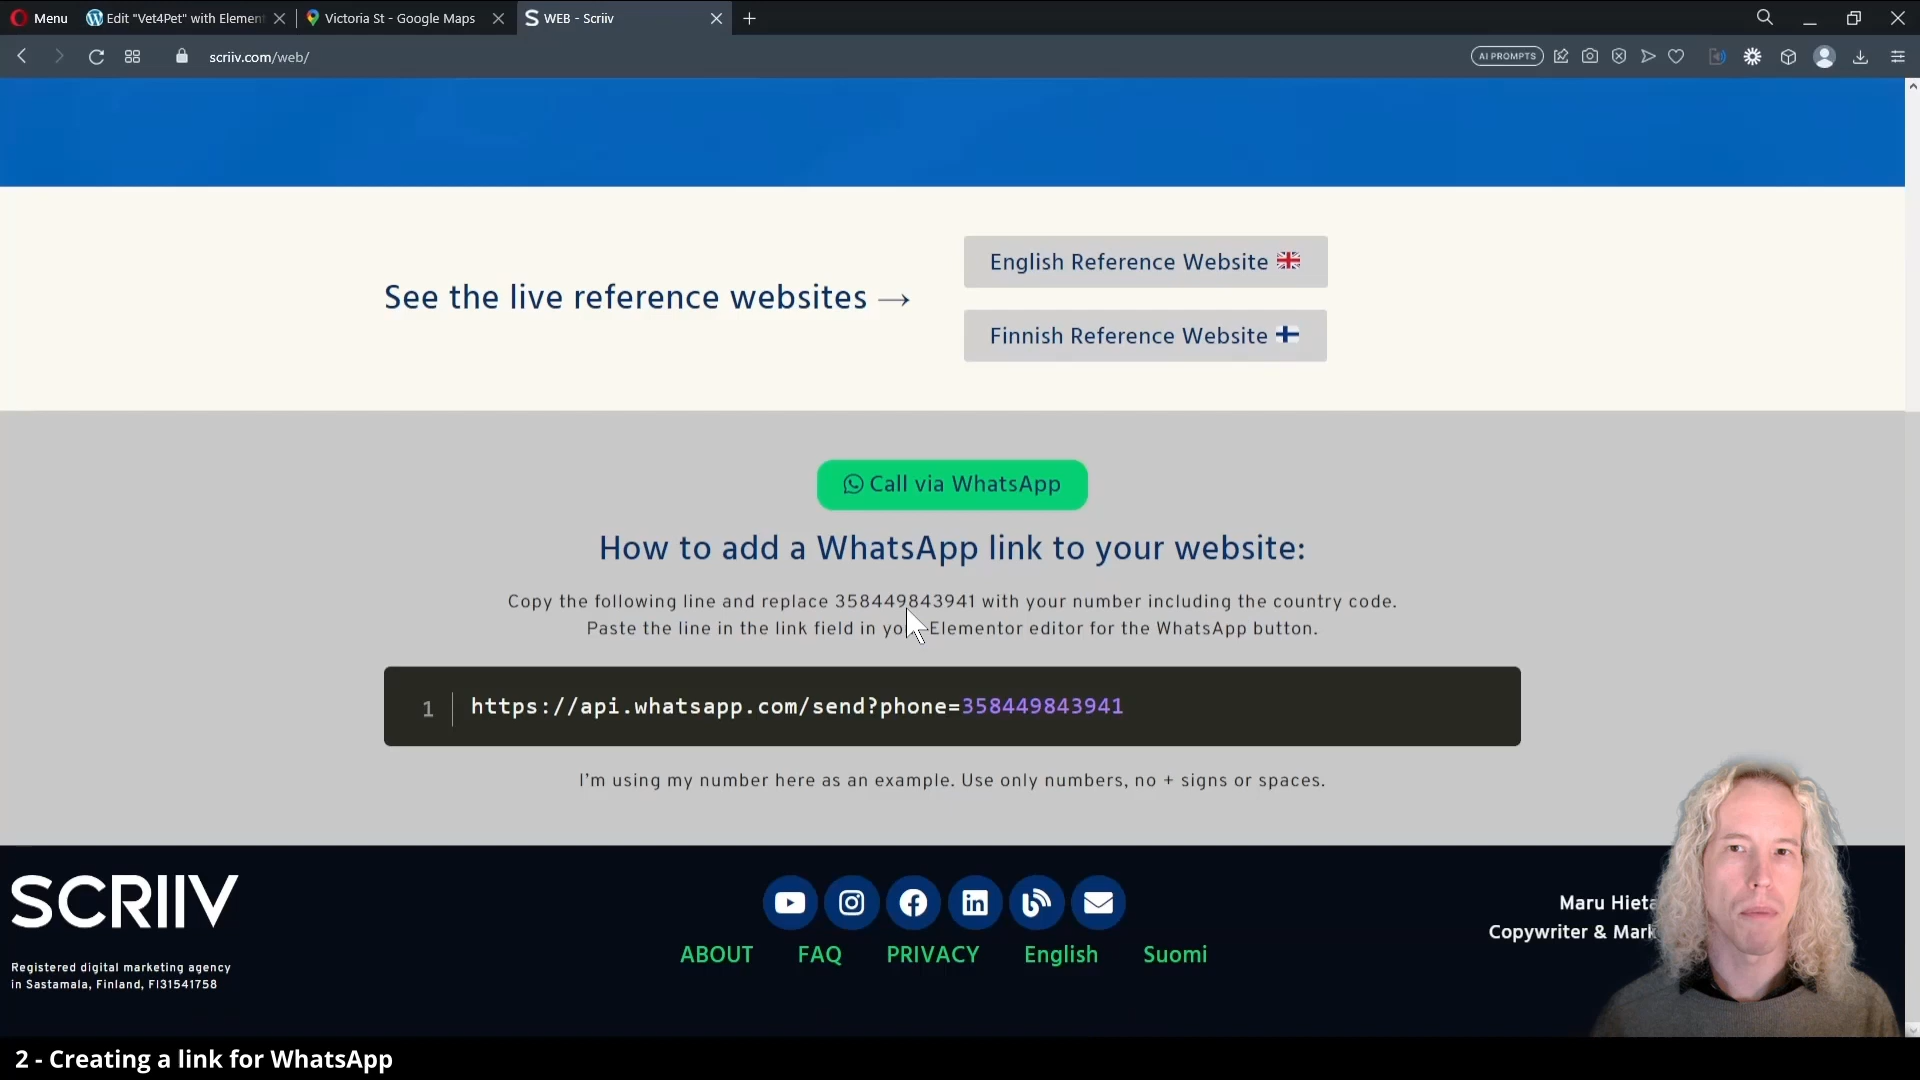 Menu
Edit "Vet4Pet" with Element
Victoria St - Google Maps
WEB - Scriiv
scriiv.com/web/
AI PROMPTS
See the live reference websites →
English Reference Website
Finnish Reference Website
Call via WhatsApp
How to add a WhatsApp link to your website:
Copy the following line and replace 358449843941 with your number including the country code.
Paste the line in the link field in you Elementor editor for the WhatsApp button.
1 https://api.whatsapp.com/send?phone=358449843941
I'm using my number here as an example. Use only numbers, no + signs or spaces.
SCRIIV
Registered digital marketing agency
in Sastamala, Finland, FI31541758
ABOUT FAQ PRIVACY English Suomi
Maru Hieta
Copywriter & Mark
2 - Creating a link for WhatsApp